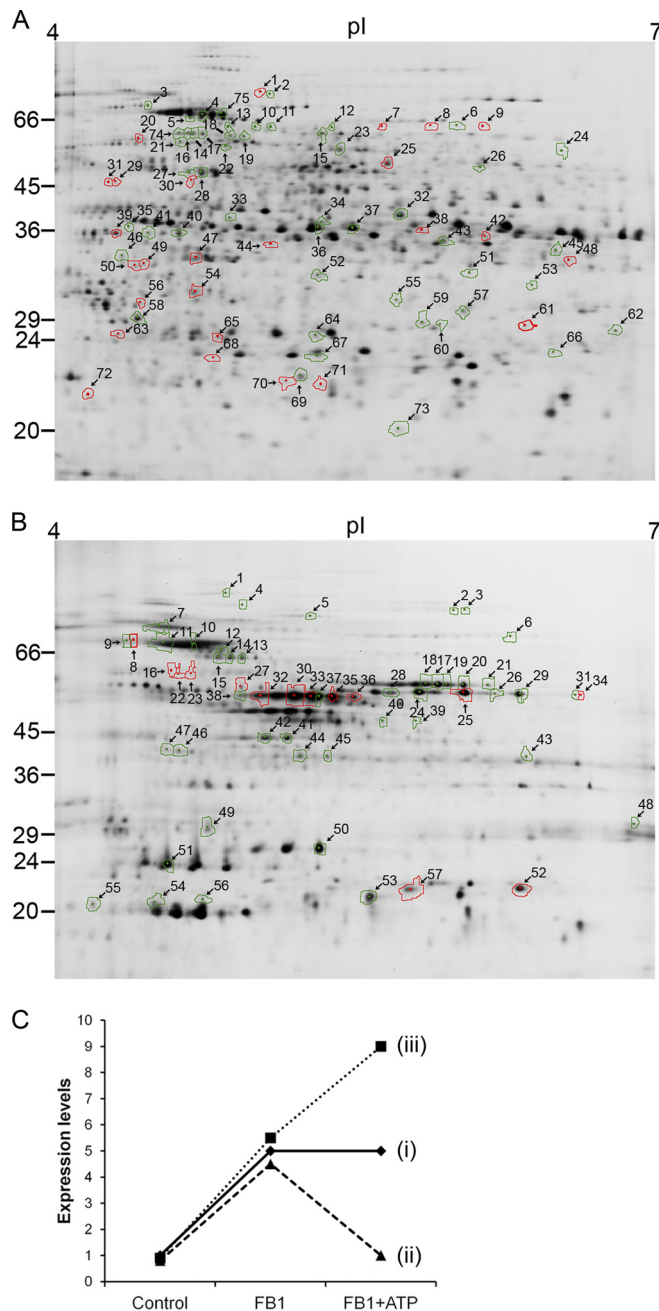 A
4 pI 7
1
2
3 4 75
66
5 18 13 10 11 12 7 8 6 9
20 74
21 16 14 17 22 19 15 23 24
25 26
31 29 27
45
30 28
33 34 32
36
39 35 41 40 37 38 42
46 49 47 44 36 43 45 48
50 52 51
56 54 55 53
58 59 57
29
63 65 64 60 61 62
24
68 67 66
72 70 69 71
20
73
B
4 pI 7
1
4 2 3
7 5
11 10 6
66
9 8 12 14 13
16 15 27 30 18 17 19 20 21
22 23 32 33 37 35 36 28 26 29 31 34
38 24 25
40 39
45
47 46 42 41 44 45 43
36
49 48
29
50
24
51
55 54 56 53 57 52
20
C
10
9 (iii)
8
7
6
5 (i)
4
3
2
1 (ii)
0
Expression levels
Control FB1 FB1+ATP